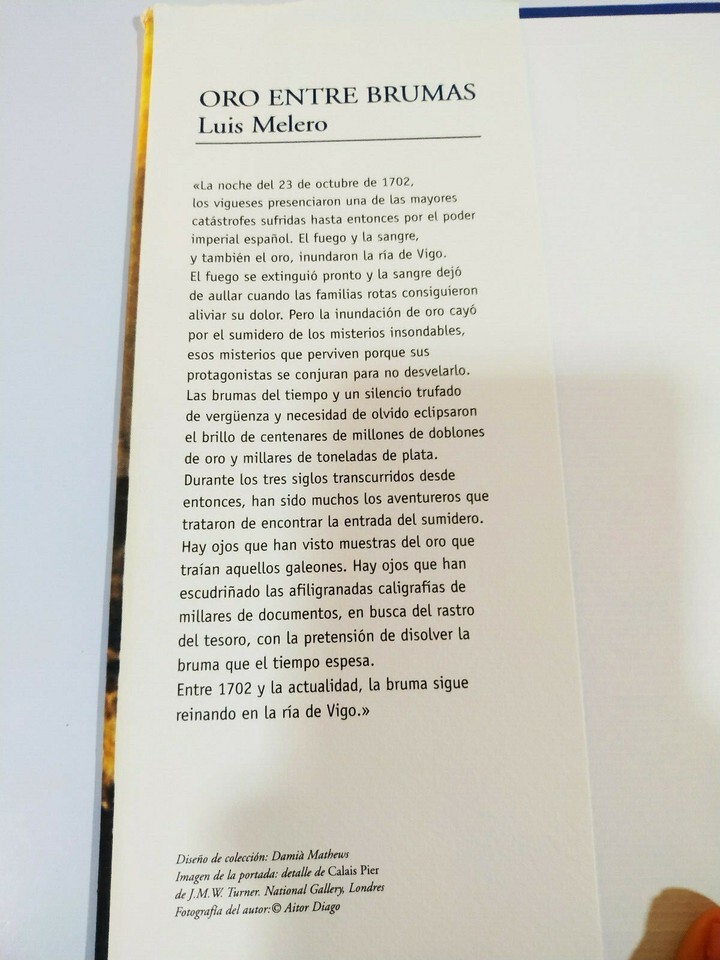 ORO ENTRE BRUMAS
Luis Melero
«La noche del 23 de octubre de 1702,
los vigueses presenciaron una de las mayores
catástrofes sufridas hasta entonces por el poder
imperial español. El fuego y la sangre,
y también el oro, inundaron la ría de Vigo.
El fuego se extinguió pronto y la sangre dejó
de aullar cuando las familias rotas consiguieron
aliviar su dolor. Pero la inundación de oro cayó
por el sumidero de los misterios insondables,
esos misterios que perviven porque sus
protagonistas se conjuran para no desvelarlo.
Las brumas del tiempo y un silencio trufado
de vergüenza y necesidad de olvido eclipsaron
el brillo de centenares de millones de doblones
de oro y millares de toneladas de plata.
Durante los tres siglos transcurridos desde
entonces, han sido muchos los aventureros que
trataron de encontrar la entrada del sumidero.
Hay ojos que han visto muestras del oro que
traían aquellos galeones. Hay ojos que han
escudriñado las afiligranadas caligrafías de
millares de documentos, en busca del rastro
del tesoro, con la pretensión de disolver la
bruma que el tiempo espesa.
Entre 1702 y la actualidad, la bruma sigue
reinando en la ría de Vigo.»
Diseño de colección: Damià Mathews
Imagen de la portada: detalle de Calais Pier
de J.M.W. Turner. National Gallery, Londres
Fotografía del autor:© Aitor Diago